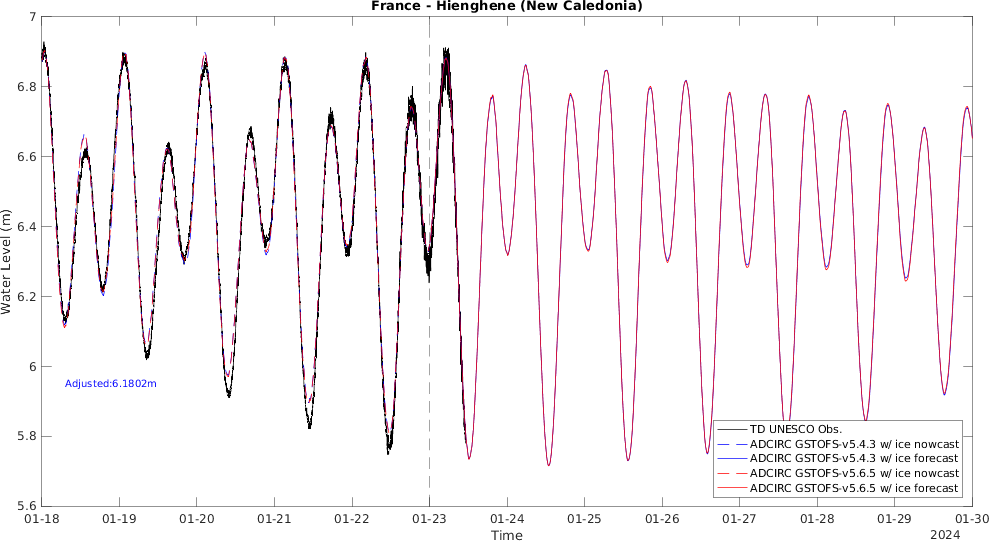 France - Hienghene (New Caledonia)
7
6.8
6.6
6.4
6.2
6
5.8
5.6
Water Level (m)
Adjusted:6.1802m
TD UNESCO Obs.
ADCIRC GSTOFS-v5.4.3 w/ ice nowcast
ADCIRC GSTOFS-v5.4.3 w/ ice forecast
ADCIRC GSTOFS-v5.6.5 w/ ice nowcast
ADCIRC GSTOFS-v5.6.5 w/ ice forecast
01-18 01-19 01-20 01-21 01-22 01-23 01-24 01-25 01-26 01-27 01-28 01-29 01-30
Time
2024